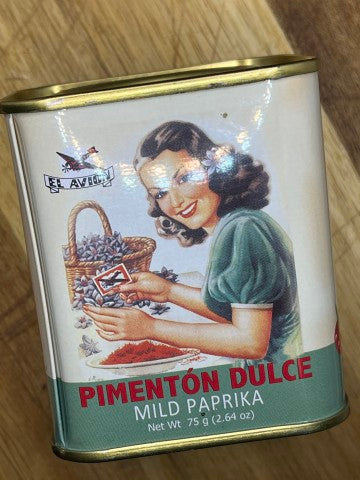 EL AVION
PIMENTÓN DULCE
MILD PAPRIKA
Net Wt 75 g (2.64 oz)